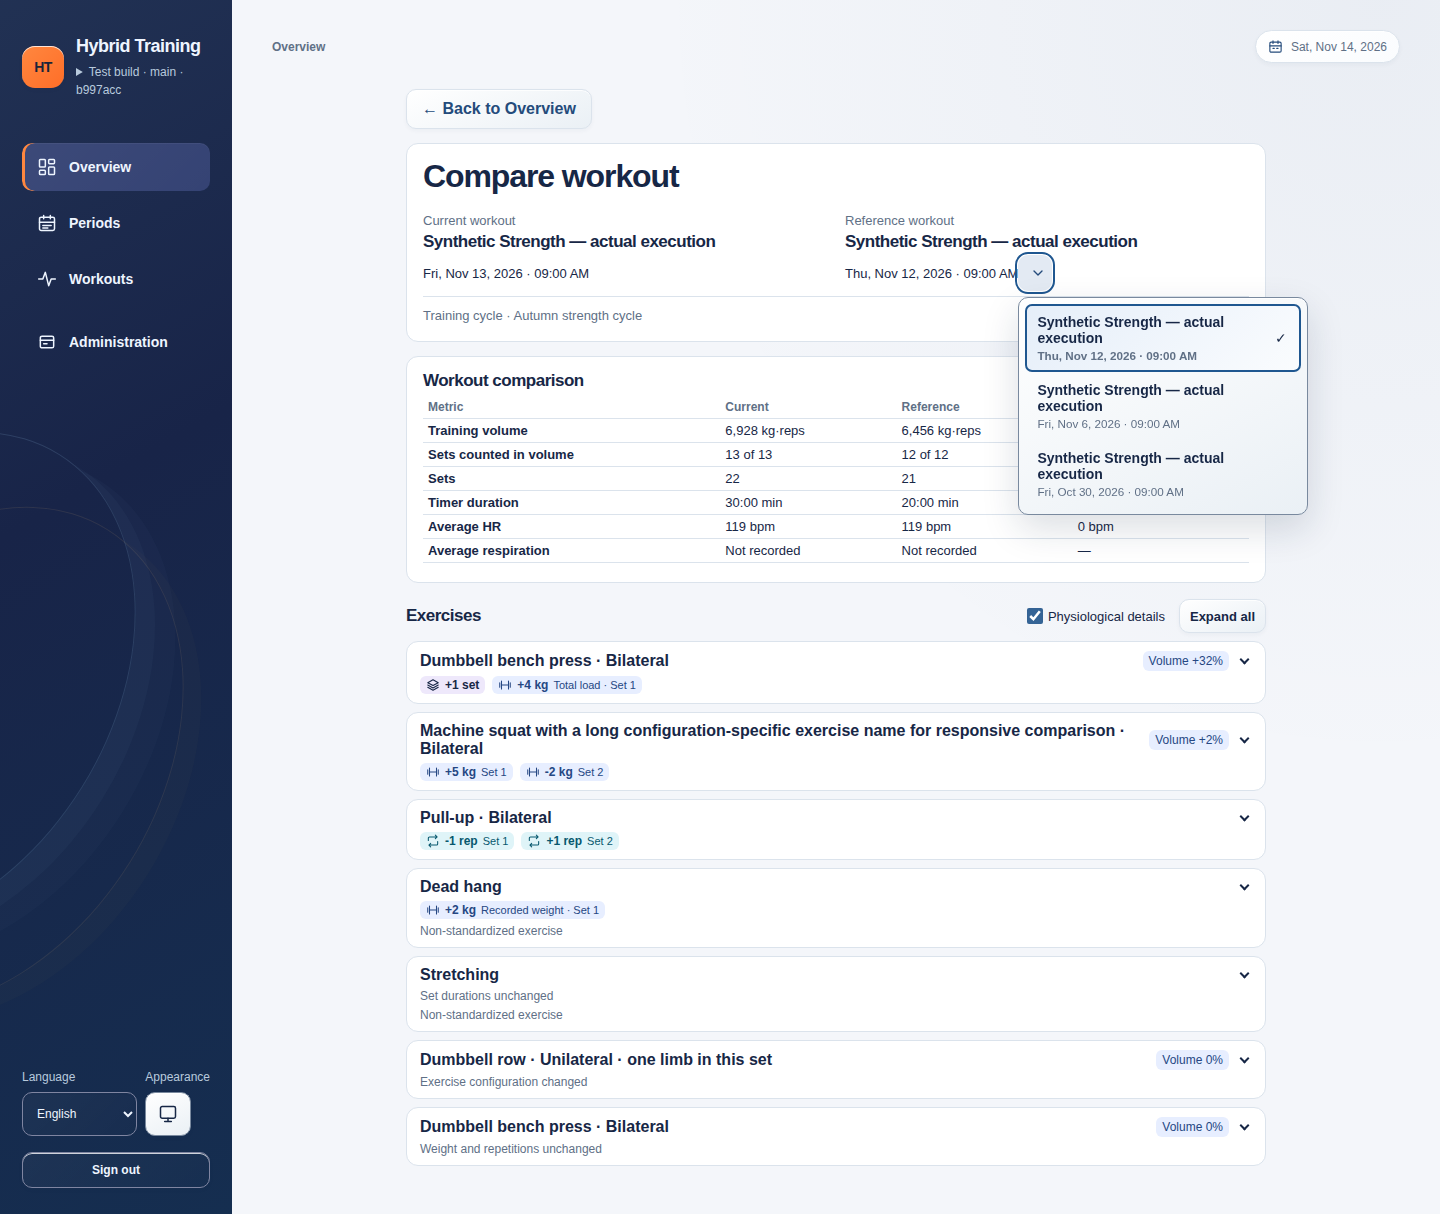 HT
Hybrid Training
▶ Test build · main ·
b997acc
Overview
Periods
Workouts
Administration
Language
Appearance
English
Sign out
Overview
Sat, Nov 14, 2026
← Back to Overview
Compare workout
Current workout
Synthetic Strength — actual execution
Fri, Nov 13, 2026 · 09:00 AM
Reference workout
Synthetic Strength — actual execution
Thu, Nov 12, 2026 · 09:00 AM
Training cycle · Autumn strength cycle
Synthetic Strength — actual
execution
✓
Thu, Nov 12, 2026 · 09:00 AM
Synthetic Strength — actual
execution
Fri, Nov 6, 2026 · 09:00 AM
Synthetic Strength — actual
execution
Fri, Oct 30, 2026 · 09:00 AM
Workout comparison
Metric Current Reference
Training volume 6,928 kg·reps 6,456 kg·reps
Sets counted in volume 13 of 13 12 of 12
Sets 22 21
Timer duration 30:00 min 20:00 min
Average HR 119 bpm 119 bpm 0 bpm
Average respiration Not recorded Not recorded —
Exercises
Physiological details
Expand all
Dumbbell bench press · Bilateral
Volume +32%
+1 set +4 kg Total load · Set 1
Machine squat with a long configuration-specific exercise name for responsive comparison ·
Bilateral
Volume +2%
+5 kg Set 1 -2 kg Set 2
Pull-up · Bilateral
-1 rep Set 1 +1 rep Set 2
Dead hang
+2 kg Recorded weight · Set 1
Non-standardized exercise
Stretching
Set durations unchanged
Non-standardized exercise
Dumbbell row · Unilateral · one limb in this set
Volume 0%
Exercise configuration changed
Dumbbell bench press · Bilateral
Volume 0%
Weight and repetitions unchanged